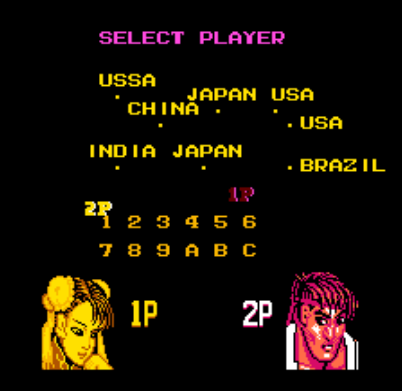 SELECT PLAYER
USSA
JAPAN USA
CHINA
USA
INDIA JAPAN
BRAZIL
1P
2P
1 2 3 4 5 6
7 8 9 A B C
1P 2P